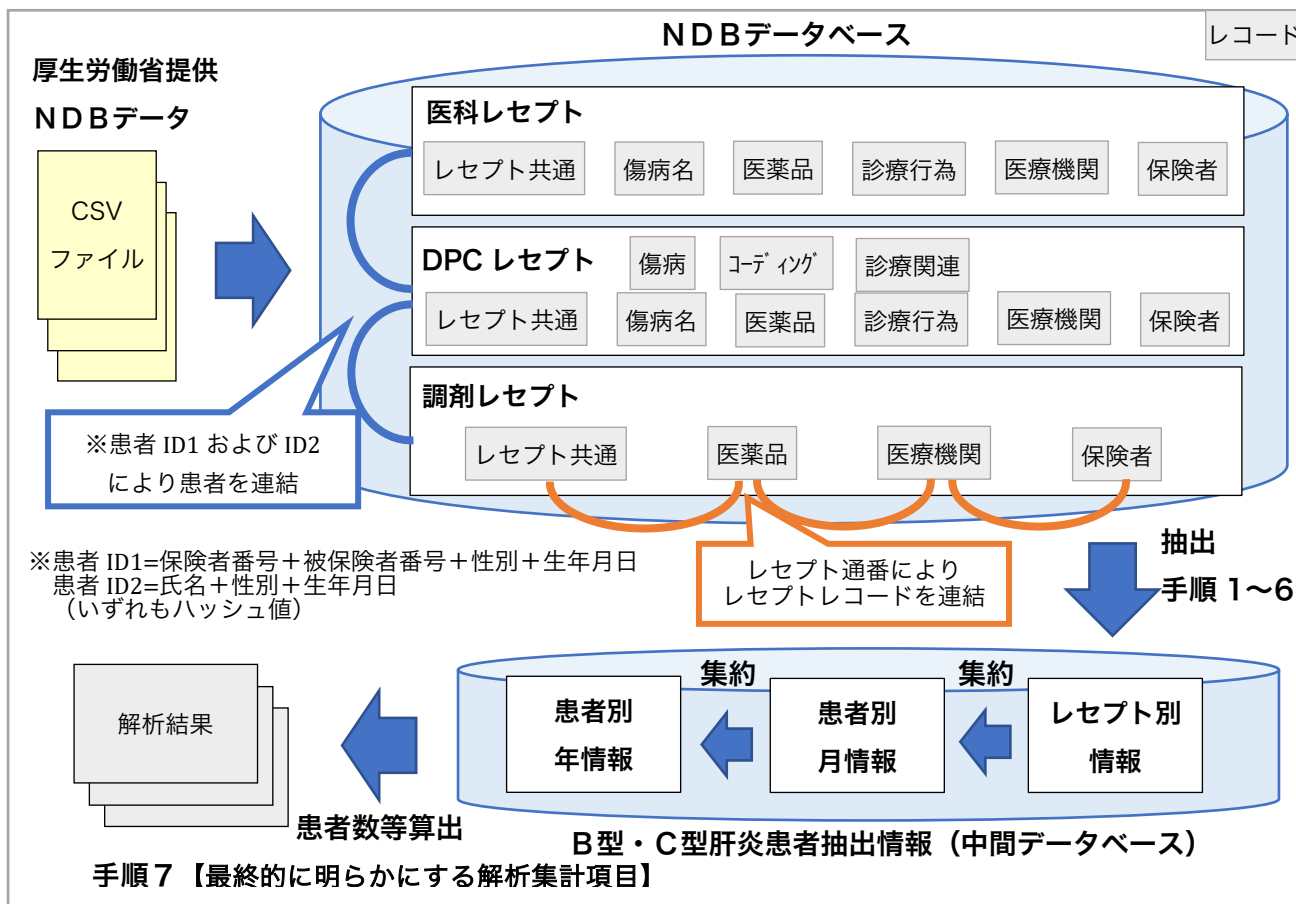 NDBデータベース
レコード
厚生労働省提供
NDBデータ
CSV
ファイル
医科レセプト
レセプト共通 傷病名 医薬品 診療行為 医療機関 保険者
DPC レセプト 傷病 ｺｰﾃﾞｨﾝｸﾞ 診療関連
レセプト共通 傷病名 医薬品 診療行為 医療機関 保険者
調剤レセプト
レセプト共通 医薬品 医療機関 保険者
※患者 ID1 および ID2
により患者を連結
※患者 ID1=保険者番号+被保険者番号+性別+生年月日
患者 ID2=氏名+性別+生年月日
(いずれもハッシュ値)
レセプト通番により
レセプトレコードを連結
抽出
手順 1〜6
集約 集約
レセプト別
情報
患者別
月情報
患者別
年情報
B型・C型肝炎患者抽出情報(中間データベース)
解析結果
患者数等算出
手順7【最終的に明らかにする解析集計項目】